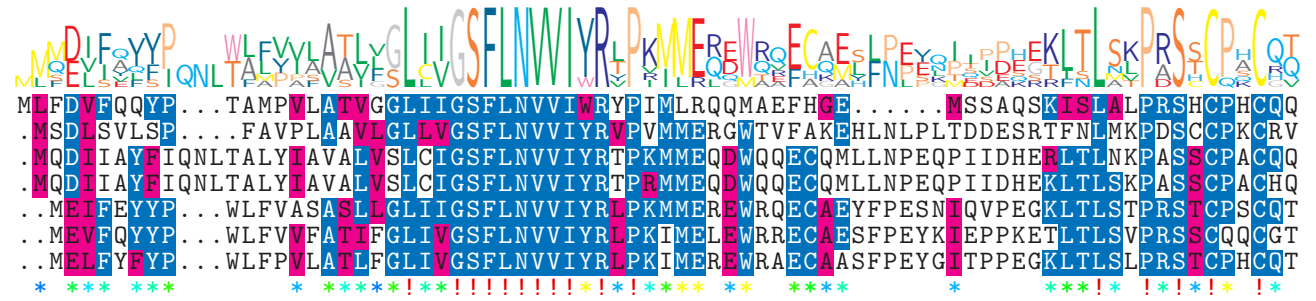 MLFDVFQQYP...TAMPVLATVGGLIIGSFLNVVIWRYPIMLRQQMAEFHGE......MSSAQSKISLALPRSHCPHCQQ
.MSDLSVLSP....FAVPLAAVLGLLVGSFLNVVIYRVPVMMERGWTVFAKEHLNLPLTDDESRTFNLMKPDSCCPKCRV
.MQDIIAYFIQNLTALYIAVALVSLCIGSFLNVVIYRTPKMMEQDWQQECQMLLNPEQPIIDHERLTLNKPASSCPACQQ
.MQDIIAYFIQNLTALYIAVALVSLCIGSFLNVVIYRTPRMMEQDWQQECQMLLNPEQPIIDHEKLTLSKPASSCPACHQ
..MEIFEYYP...WLFVASASLLGLIIGSFLNVVIYRLPKMMEREWRQECAEYFPESNIQVPEGKLTLSTPRSTCPSCQT
..MEVFQYYP...WLFVVFATIFGLIVGSFLNVVIYRLPKIMELEWRRECAESFPEYKIEPPKETLTLSVPRSSCQQCGT
..MELFYFYP...WLFPVLATLFGLIVGSFLNVVIYRLPKIMEREWRAECAASFPEYGITPPEGKLTLSLPRSTCPHCQT